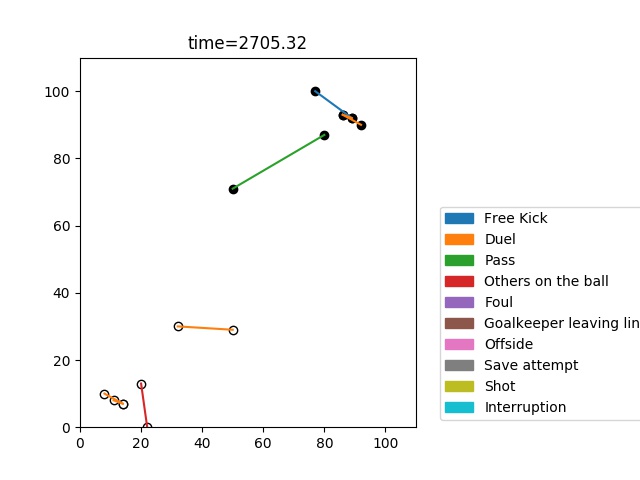 time=2705.32
100
80
60
40
20
0
0 20 40 60 80 100
Free Kick
Duel
Pass
Others on the ball
Foul
Goalkeeper leaving lin
Offside
Save attempt
Shot
Interruption